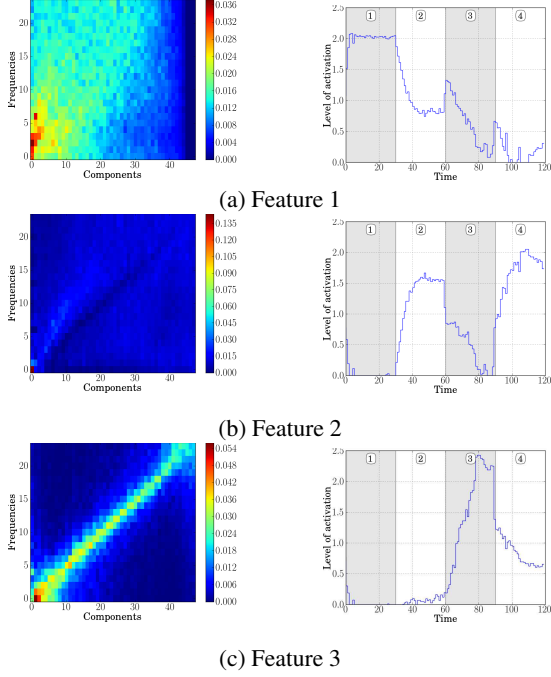 0.036
0.032
0.028
0.024
0.020
0.016
0.012
0.008
0.004
0.000
20
15
10
5
0
Frequencies
0 10 20 30 40
Components
2.5
2.0
1.5
1.0
0.5
0.0
Level of activation
1 2 3 4
0 20 40 60 80 100 120
Time
(a) Feature 1
0.135
0.120
0.105
0.090
0.075
0.060
0.045
0.030
0.015
0.000
20
15
10
5
0
Frequencies
0 10 20 30 40
Components
2.5
2.0
1.5
1.0
0.5
0.0
Level of activation
1 2 3 4
0 20 40 60 80 100 120
Time
(b) Feature 2
0.054
0.048
0.042
0.036
0.030
0.024
0.018
0.012
0.006
0.000
20
15
10
5
0
Frequencies
0 10 20 30 40
Components
2.5
2.0
1.5
1.0
0.5
0.0
Level of activation
1 2 3 4
0 20 40 60 80 100 120
Time
(c) Feature 3